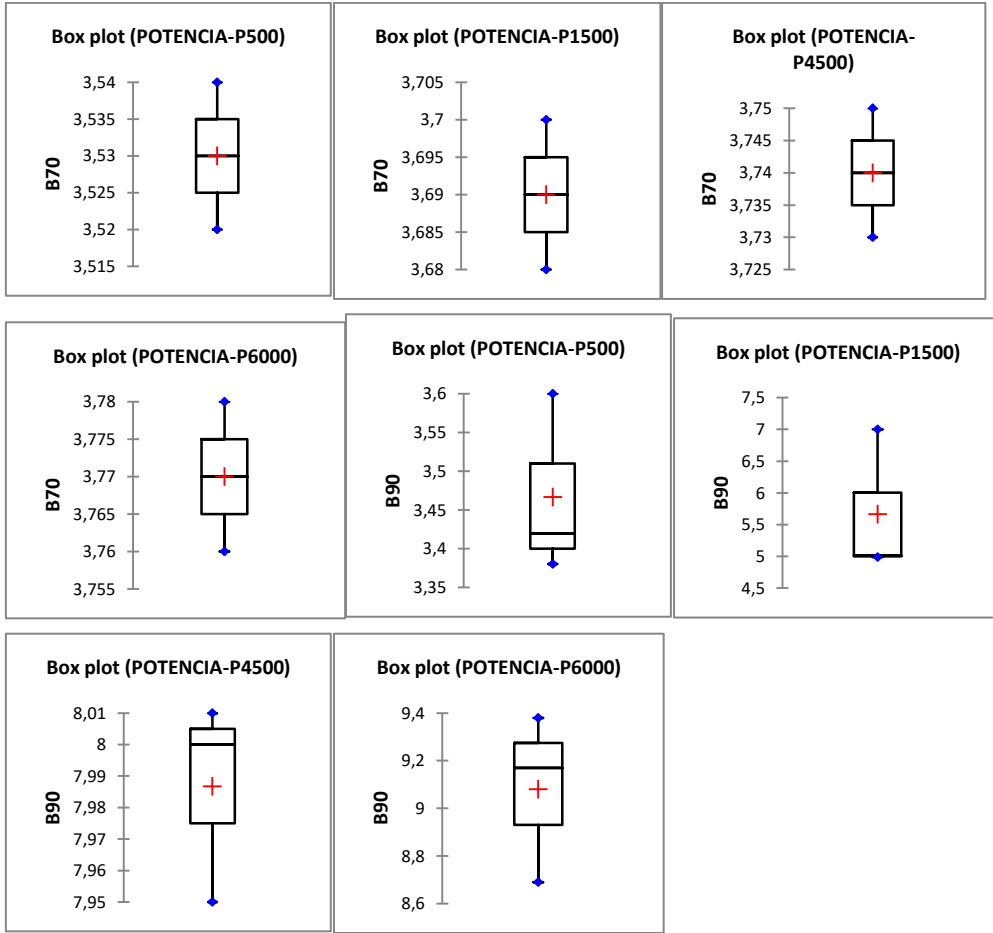 Box plot (POTENCIA-P500)
3,54
3,535
3,53
3,525
3,52
3,515
B70
Box plot (POTENCIA-P1500)
3,705
3,7
3,695
3,69
3,685
3,68
B70
Box plot (POTENCIA-
P4500)
3,75
3,745
3,74
3,735
3,73
3,725
B70
Box plot (POTENCIA-P6000)
3,78
3,775
3,77
3,765
3,76
3,755
B70
Box plot (POTENCIA-P500)
3,6
3,55
3,5
3,45
3,4
3,35
B90
Box plot (POTENCIA-P1500)
7,5
7
6,5
6
5,5
5
4,5
B90
Box plot (POTENCIA-P4500)
8,01
8
7,99
7,98
7,97
7,96
7,95
B90
Box plot (POTENCIA-P6000)
9,4
9,2
9
8,8
8,6
B90